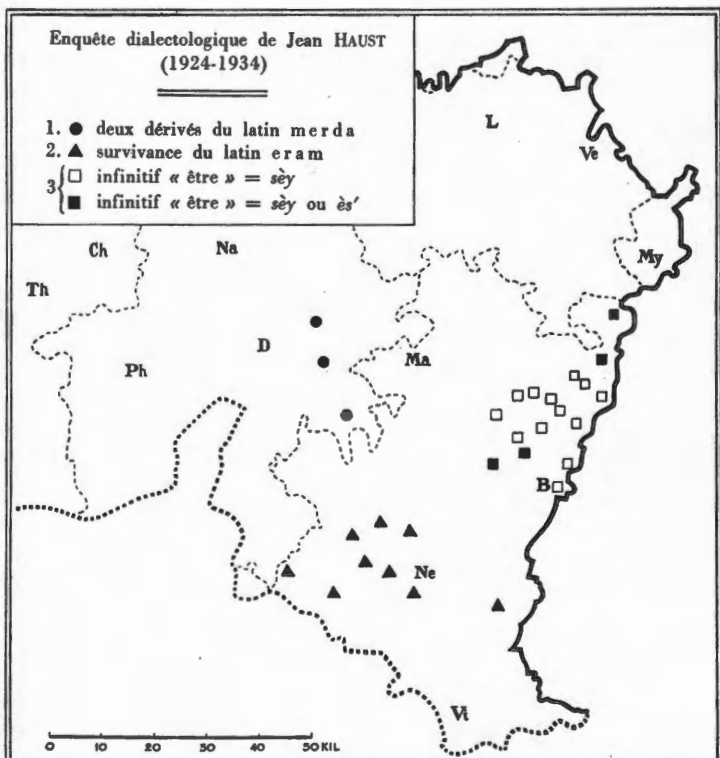 Enquête dialectologique de Jean HAUST
(1924-1934)
1. ● deux dérivés du latin merda
2. ▲ survivance du latin eram
3 { □ infinitif « être » = sèy
■ infinitif « être » = sèy ou ès'
L
Ve
Ch
Na
My
Th
Ph
D
Ma
B
Ne
Vi
0 10 20 30 40 50 KIL